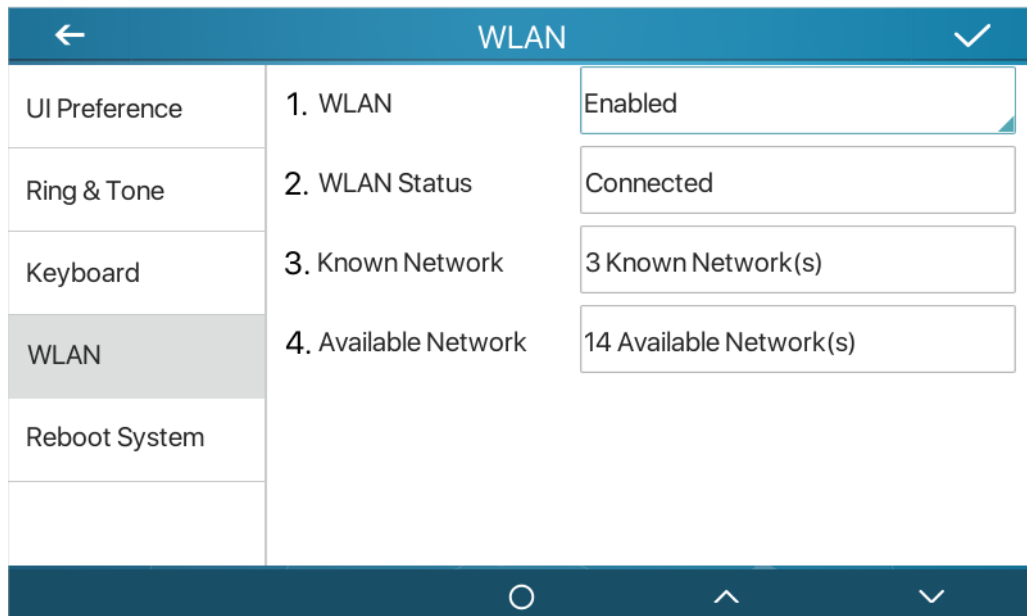 WLAN
UI Preference
Ring & Tone
Keyboard
WLAN
Reboot System
1. WLAN Enabled
2. WLAN Status Connected
3. Known Network 3 Known Network(s)
4. Available Network 14 Available Network(s)